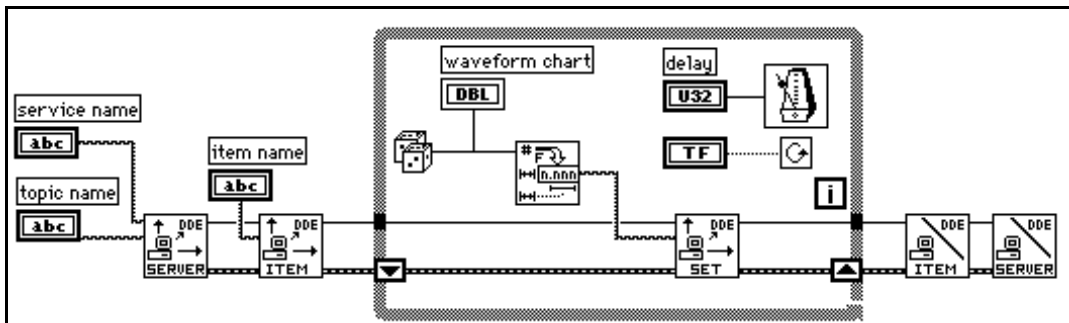 waveform chart
delay
DBL
U32
service name
abc
item name
# F n.nnn
TF
topic name
abc
i
abc
DDE
SERVER
DDE
ITEM
DDE
SET
DDE
ITEM
DDE
SERVER